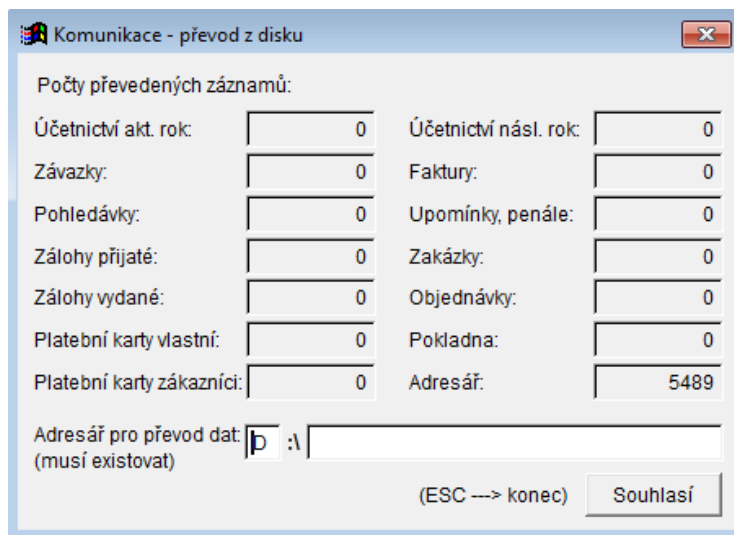 Komunikace - převod z disku
Počty převedených záznamů:
Účetnictví akt. rok: 0 Účetnictví násl. rok: 0
Závazky: 0 Faktury: 0
Pohledávky: 0 Upomínky, penále: 0
Zálohy přijaté: 0 Zakázky: 0
Zálohy vydané: 0 Objednávky: 0
Platební karty vlastní: 0 Pokladna: 0
Platební karty zákazníci: 0 Adresář: 5489
Adresář pro převod dat: D :\
(musí existovat)
(ESC ---> konec) Souhlasí